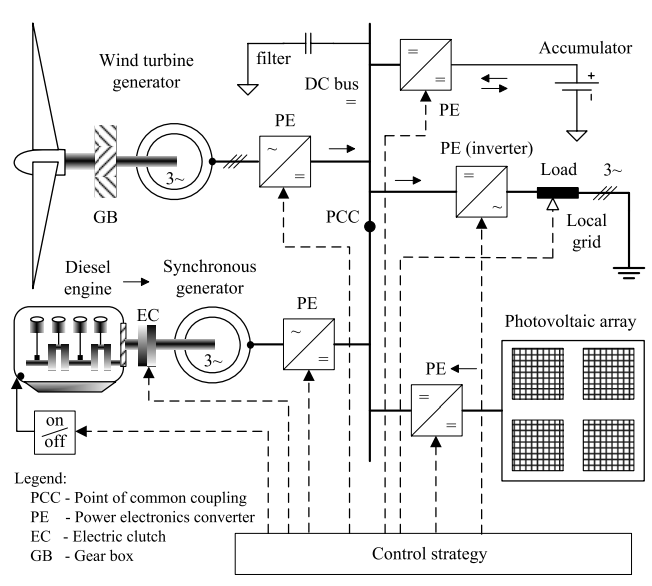 Wind turbine
generator
filter
DC bus
=
=
=
PE
Accumulator
+
-
PE
~
=
3~
GB
PE (inverter)
=
~
Load
3~
Local
grid
PCC
Diesel
engine
Synchronous
generator
EC
3~
PE
~
=
Photovoltaic array
PE
=
=
on
off
Legend:
PCC - Point of common coupling
PE - Power electronics converter
EC - Electric clutch
GB - Gear box
Control strategy